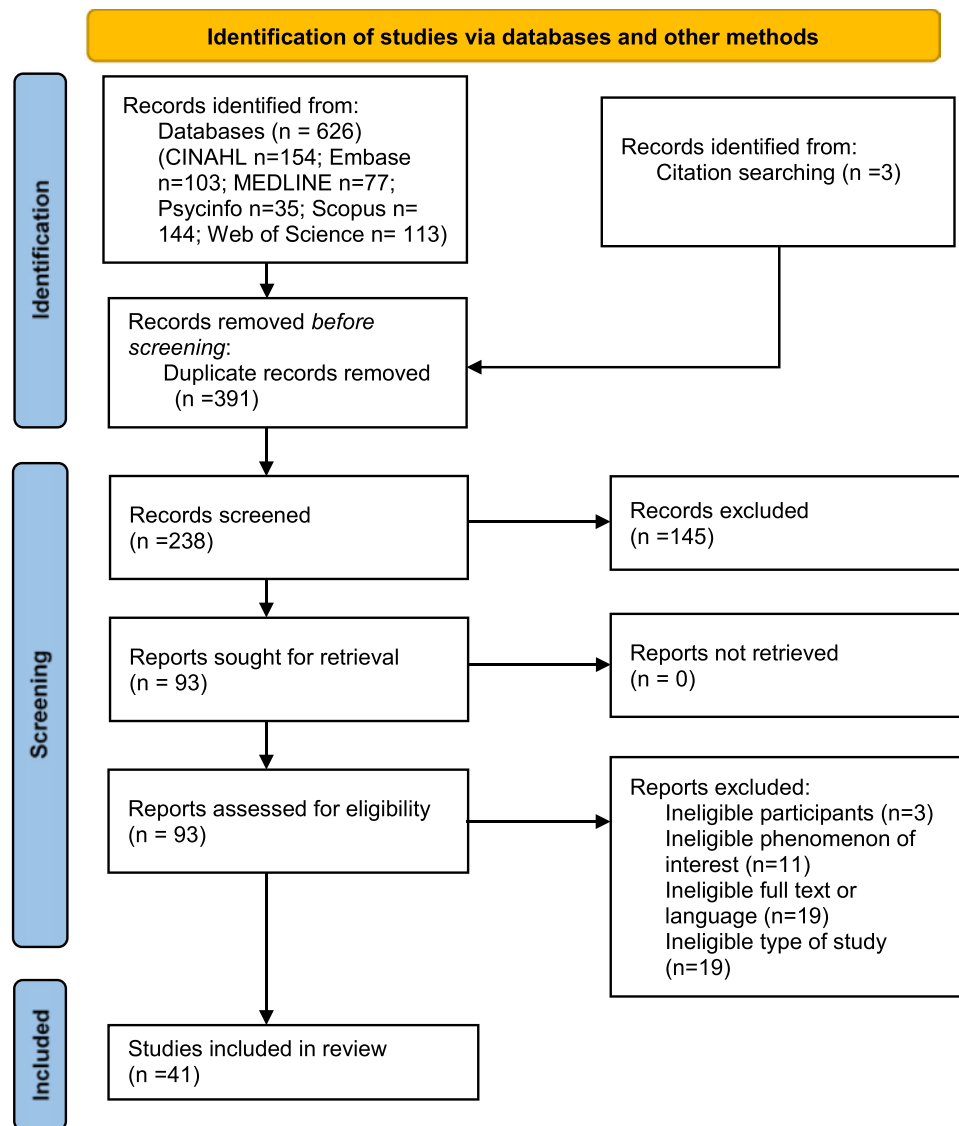 Identification of studies via databases and other methods
Identification
Records identified from:
Databases (n = 626)
(CINAHL n=154; Embase
n=103; MEDLINE n=77;
Psycinfo n=35; Scopus n=
144; Web of Science n= 113)
Records identified from:
Citation searching (n =3)
Records removed before
screening:
Duplicate records removed
(n =391)
Screening
Records screened
(n =238)
Records excluded
(n =145)
Reports sought for retrieval
(n = 93)
Reports not retrieved
(n = 0)
Reports assessed for eligibility
(n = 93)
Reports excluded:
Ineligible participants (n=3)
Ineligible phenomenon of
interest (n=11)
Ineligible full text or
language (n=19)
Ineligible type of study
(n=19)
Included
Studies included in review
(n =41)